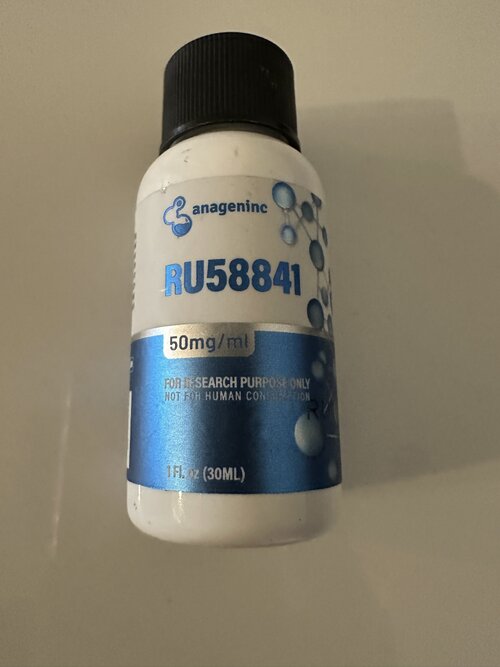 anageninc
RU58841
50mg/ml
FOR RESEARCH PURPOSE ONLY
NOT FOR HUMAN CONSUMPTION
1 FL oz (30ML)